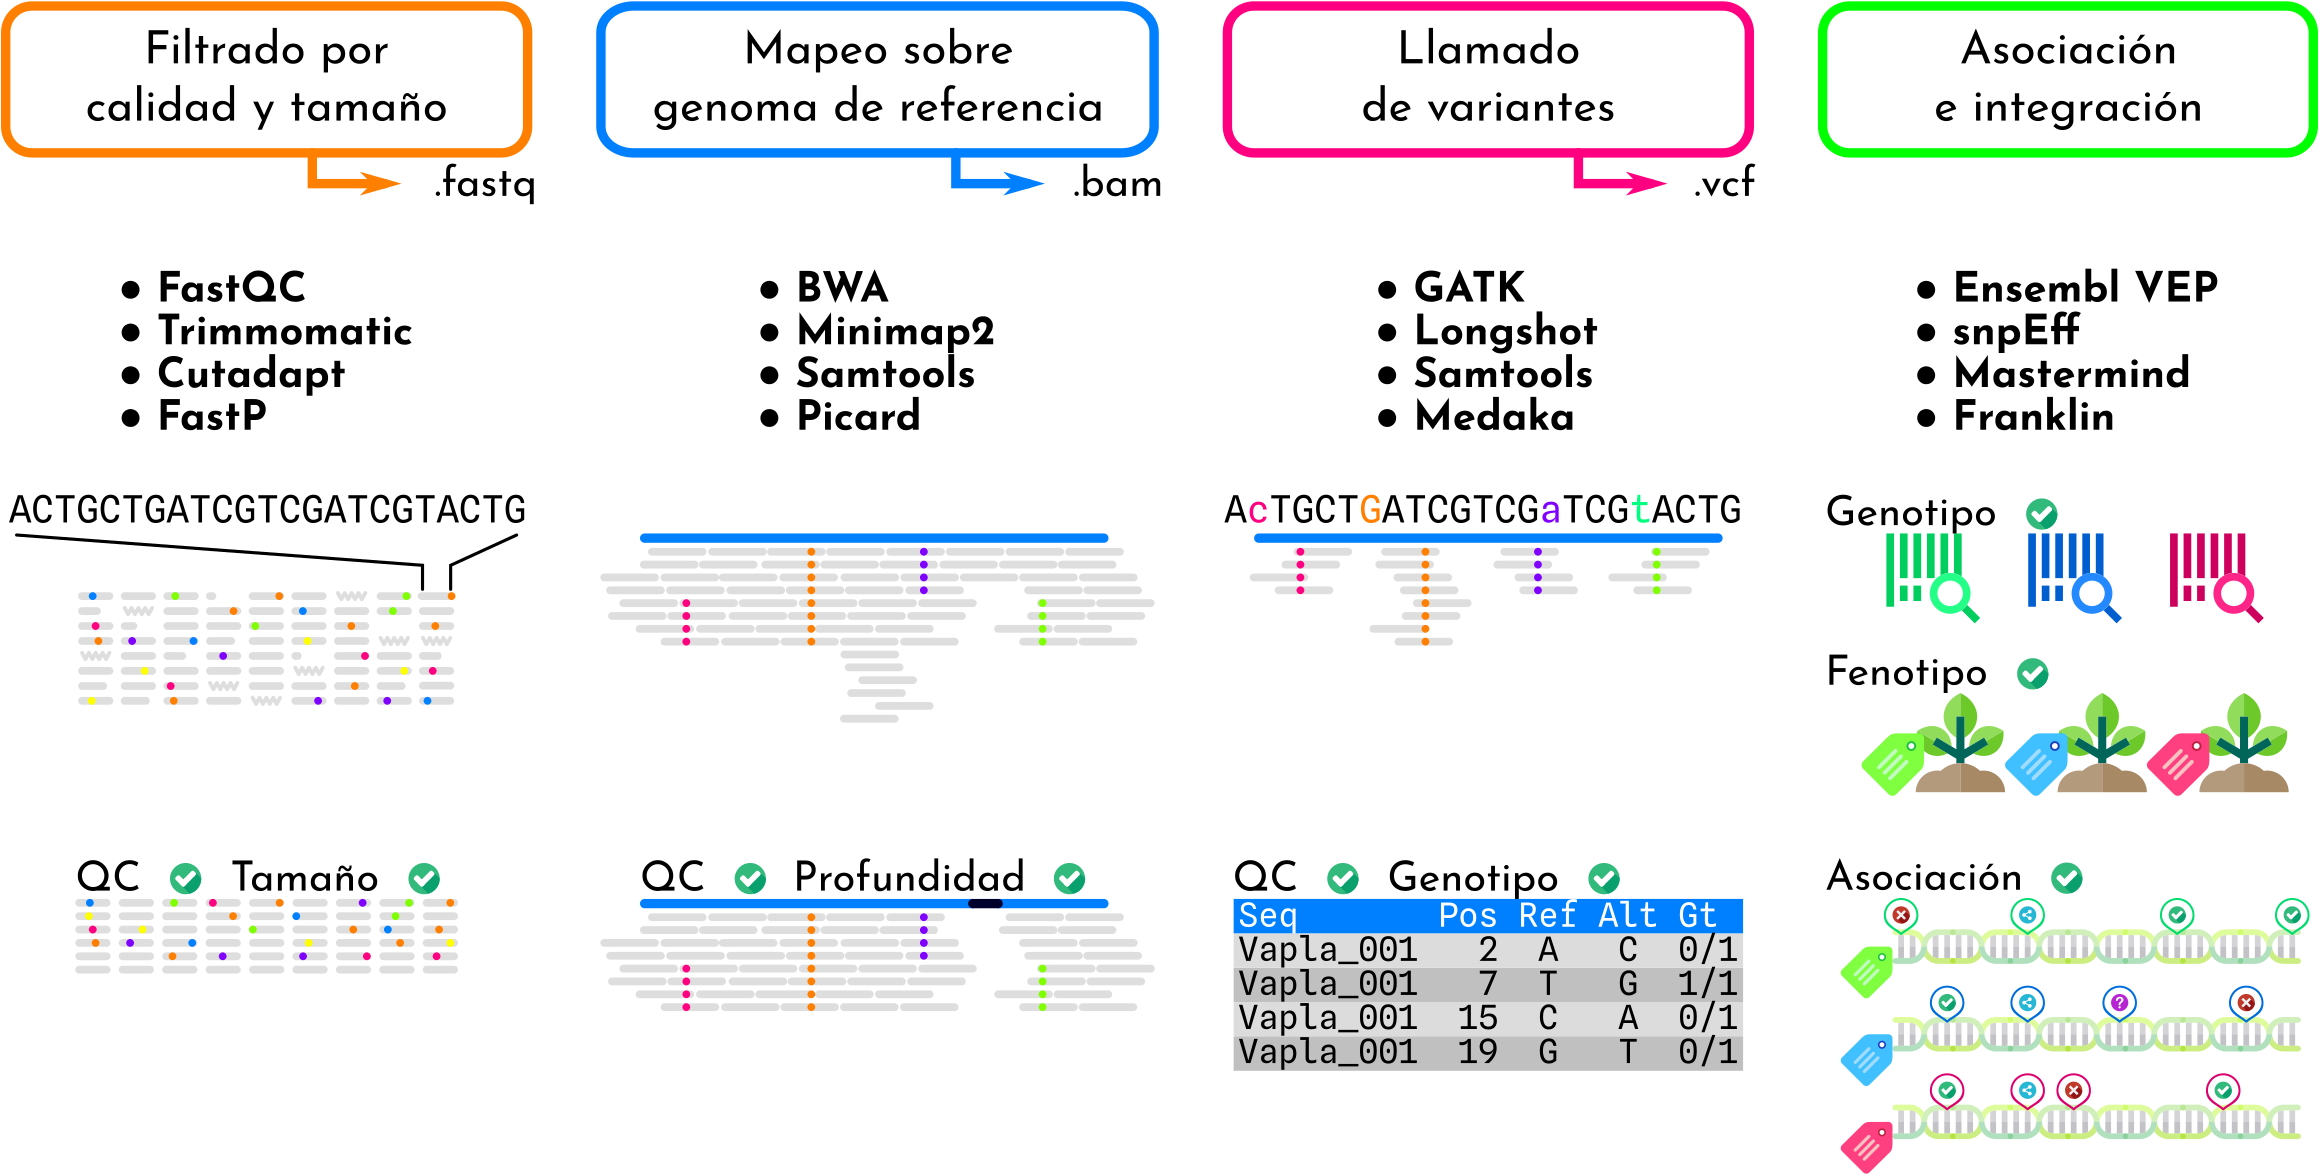 Filtrado por
calidad y tamaño
.fastq
● FastQC
● Trimmomatic
● Cutadapt
● FastP
ACTGCTGATCGTCGATCGTACTG
QC Tamaño
Mapeo sobre
genoma de referencia
.bam
● BWA
● Minimap2
● Samtools
● Picard
QC Profundidad
Llamado
de variantes
.vcf
● GATK
● Longshot
● Samtools
● Medaka
AcTGCTGATCGTCGaTCGtACTG
QC Genotipo
Seq Pos Ref Alt Gt
Vapla_001 2 A C 0/1
Vapla_001 7 T G 1/1
Vapla_001 15 C A 0/1
Vapla_001 19 G T 0/1
Asociación
e integración
● Ensembl VEP
● snpEff
● Mastermind
● Franklin
Genotipo
Fenotipo
Asociación
?